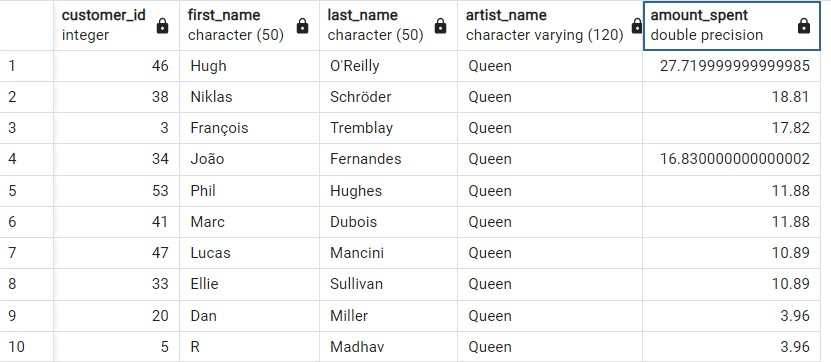 customer_id first_name last_name artist_name amount_spent
integer character (50) character (50) character varying (120) double precision
1 46 Hugh O'Reilly Queen 27.719999999999985
2 38 Niklas Schröder Queen 18.81
3 3 François Tremblay Queen 17.82
4 34 João Fernandes Queen 16.830000000000002
5 53 Phil Hughes Queen 11.88
6 41 Marc Dubois Queen 11.88
7 47 Lucas Mancini Queen 10.89
8 33 Ellie Sullivan Queen 10.89
9 20 Dan Miller Queen 3.96
10 5 R Madhav Queen 3.96